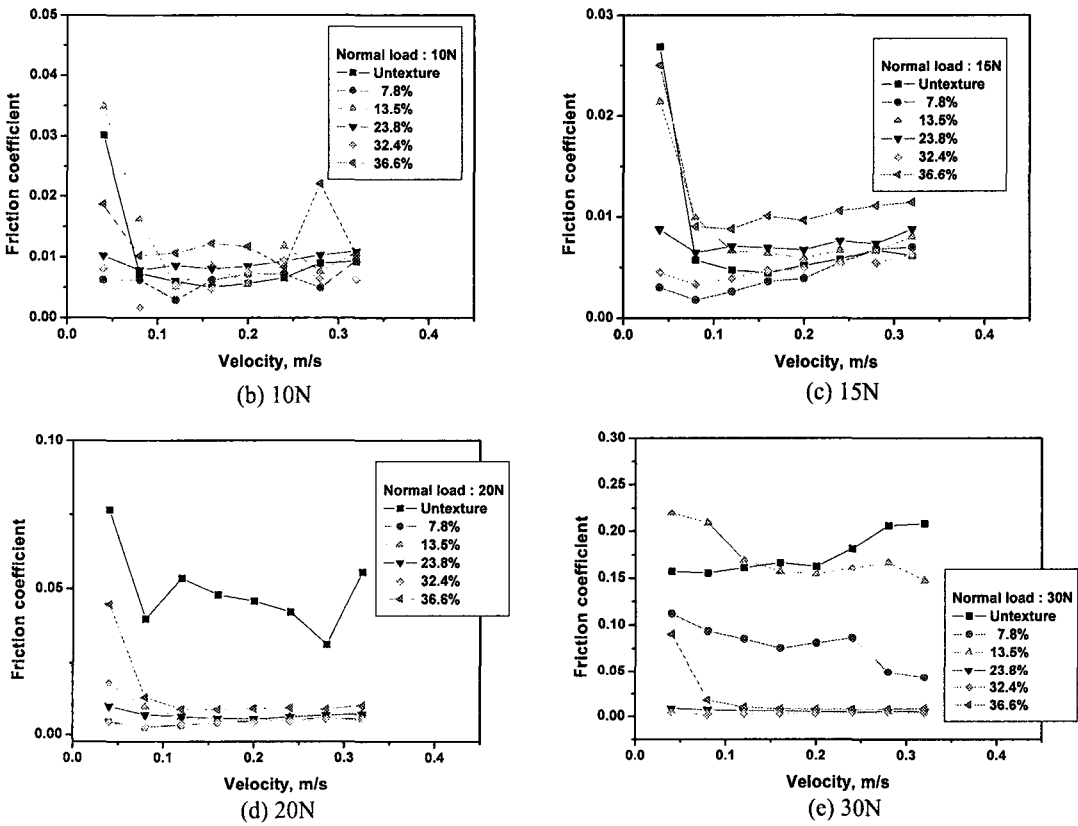 0.05
0.04
0.03
0.02
0.01
0.00
Friction coefficient
0.0 0.1 0.2 0.3 0.4
Velocity, m/s
Normal load : 10N
Untexture
7.8%
13.5%
23.8%
32.4%
36.6%
(b) 10N
0.03
0.02
0.01
0.00
Friction coefficient
0.0 0.1 0.2 0.3 0.4
Velocity, m/s
Normal load : 15N
Untexture
7.8%
13.5%
23.8%
32.4%
36.6%
(c) 15N
0.10
0.05
0.00
Friction coefficient
0.0 0.1 0.2 0.3 0.4
Velocity, m/s
Normal load : 20N
Untexture
7.8%
13.5%
23.8%
32.4%
36.6%
(d) 20N
0.30
0.25
0.20
0.15
0.10
0.05
0.00
Friction coefficient
0.0 0.1 0.2 0.3 0.4
Velocity, m/s
Normal load : 30N
Untexture
7.8%
13.5%
23.8%
32.4%
36.6%
(e) 30N